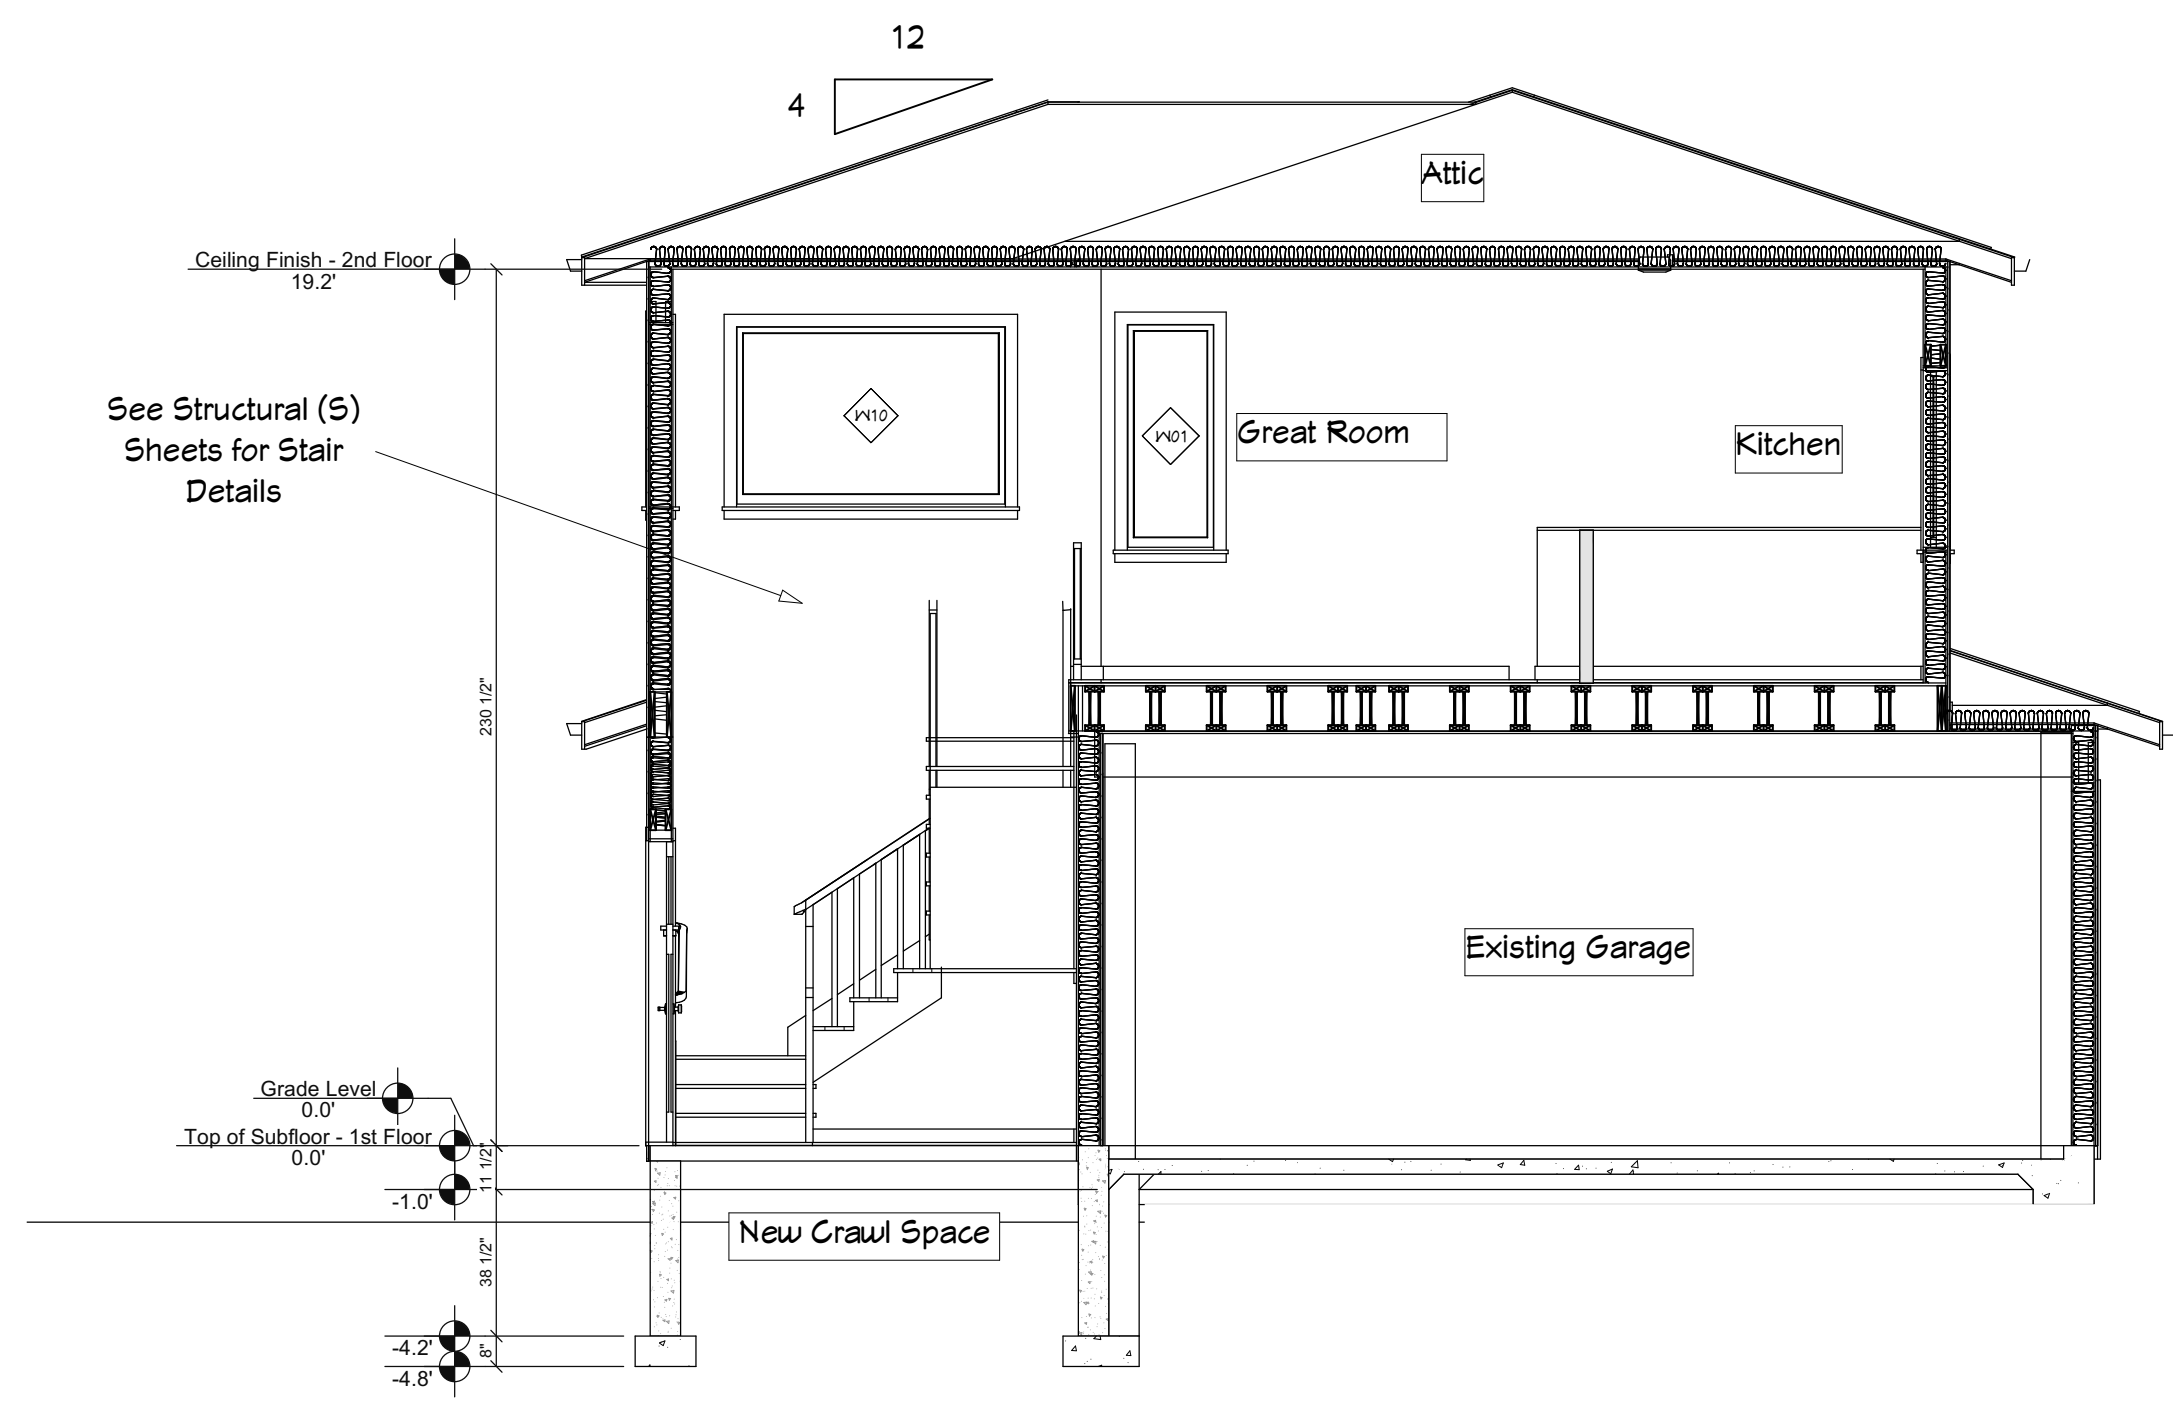 12
4
Attic
Ceiling Finish - 2nd Floor
19.2'
See Structural (S)
Sheets for Stair
Details
W10
W01
Great Room
Kitchen
230 1/2"
Existing Garage
Grade Level
0.0'
Top of Subfloor - 1st Floor
0.0'
11 1/2"
-1.0'
New Crawl Space
38 1/2"
-4.2'
8"
-4.8'